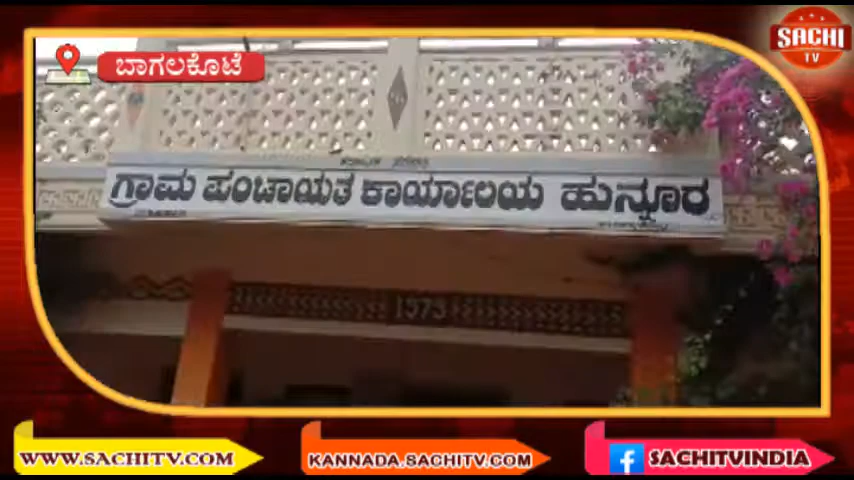 SACHI
TV
ಬಾಗಲಕೋಟೆ
ಗ್ರಾಮ ಪಂಚಾಯತ ಕಾರ್ಯಾಲಯ ಹುನ್ನೂರ
1973
WWW.SACHITV.COM
KANNADA.SACHITV.COM
f SACHITVINDIA